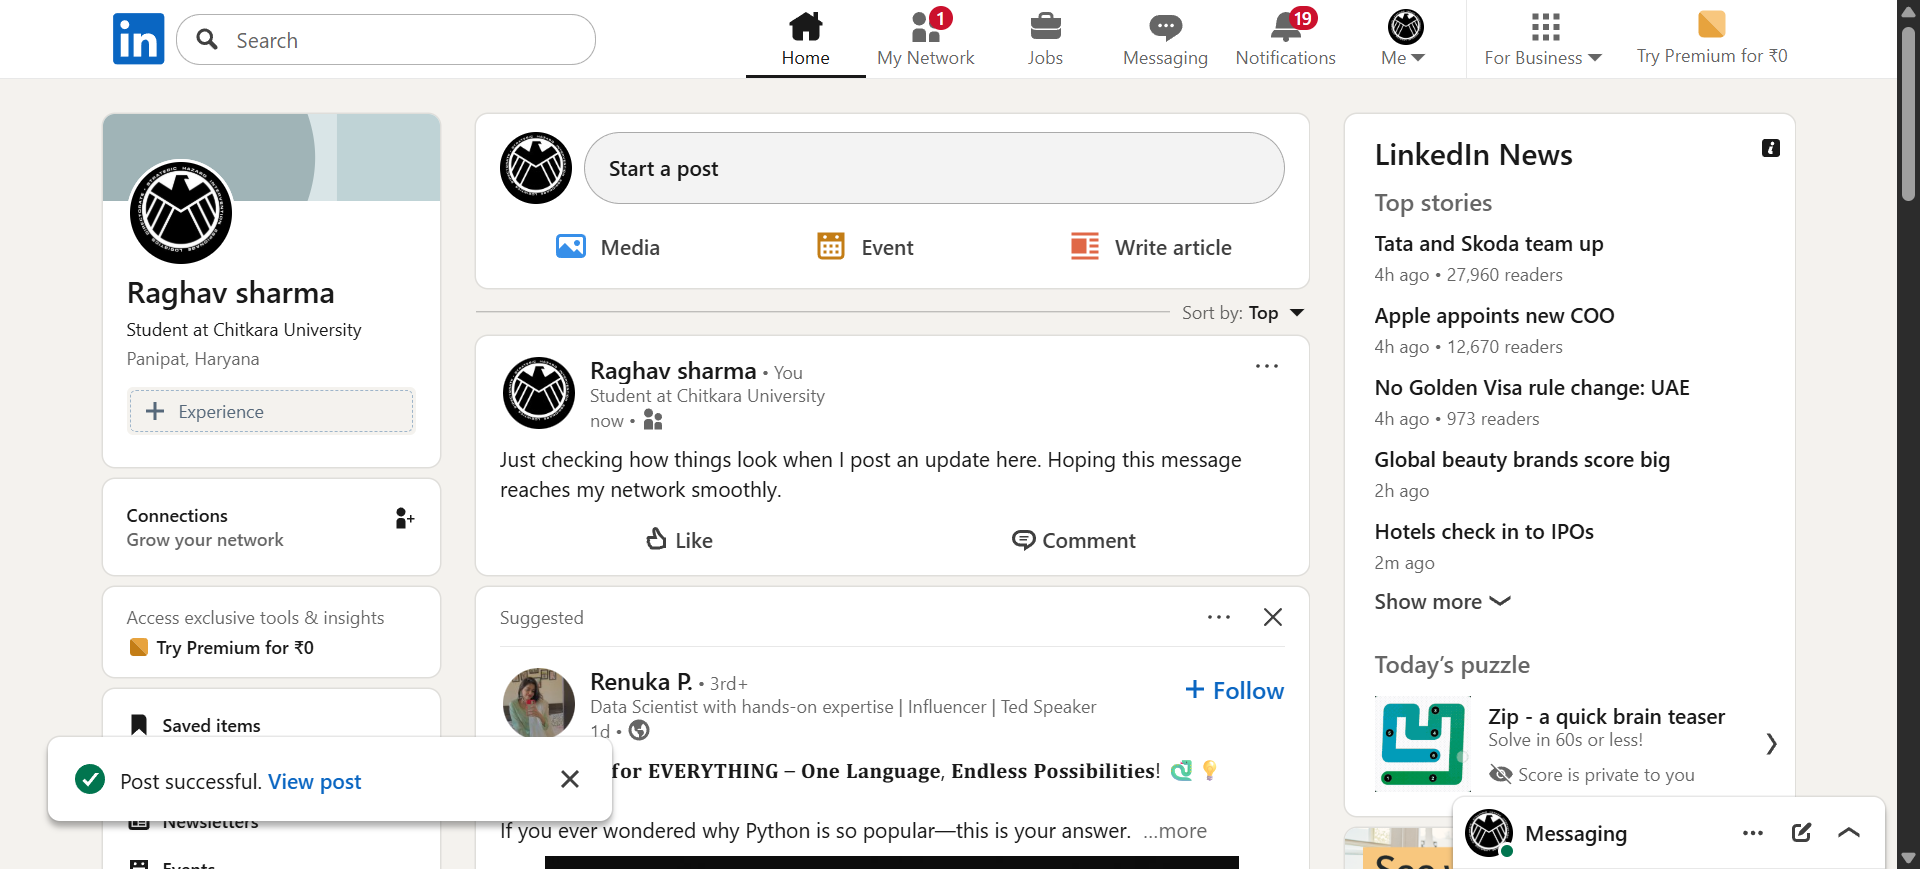 in
Search
Home
1
My Network
Jobs
Messaging
19
Notifications
Me
For Business
Try Premium for ₹0
Raghav sharma
Student at Chitkara University
Panipat, Haryana
Experience
Connections
Grow your network
Access exclusive tools & insights
Try Premium for ₹0
Saved items
Newsletters
Events
Post successful. View post
Start a post
Media
Event
Write article
Sort by: Top
Raghav sharma • You
Student at Chitkara University
now •
Just checking how things look when I post an update here. Hoping this message
reaches my network smoothly.
Like
Comment
Suggested
Renuka P. • 3rd+
Data Scientist with hands-on expertise | Influencer | Ted Speaker
1d •
Follow
for EVERYTHING – One Language, Endless Possibilities!
If you ever wondered why Python is so popular—this is your answer. ...more
LinkedIn News
Top stories
Tata and Skoda team up
4h ago • 27,960 readers
Apple appoints new COO
4h ago • 12,670 readers
No Golden Visa rule change: UAE
4h ago • 973 readers
Global beauty brands score big
2h ago
Hotels check in to IPOs
2m ago
Show more
Today’s puzzle
Zip - a quick brain teaser
Solve in 60s or less!
Score is private to you
See
Messaging